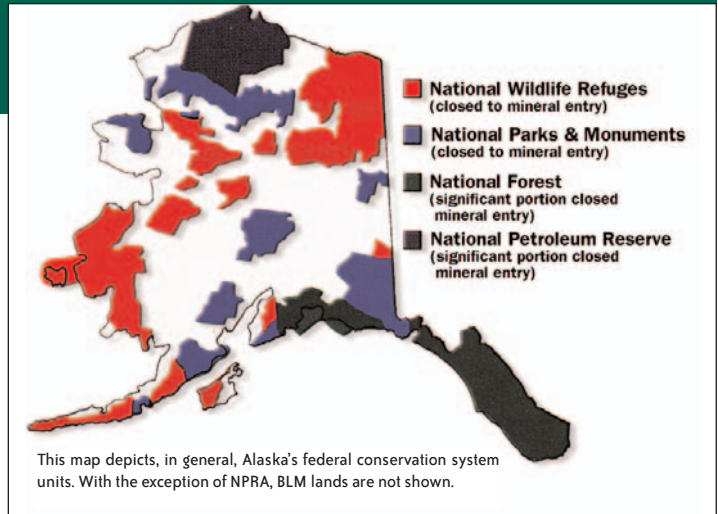 National Wildlife Refuges
(closed to mineral entry)
National Parks & Monuments
(closed to mineral entry)
National Forest
(significant portion closed
mineral entry)
National Petroleum Reserve
(significant portion closed
mineral entry)
This map depicts, in general, Alaska's federal conservation system
units. With the exception of NPRA, BLM lands are not shown.